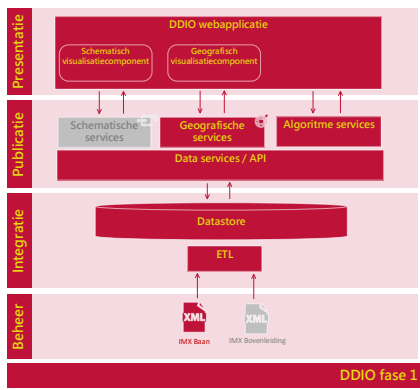 Presentatie
DDIO webapplicatie
Schematisch
visualisatiecomponent
Geografisch
visualisatiecomponent
Publicatie
Schematische
services
Geografische
services
Algoritme services
Data services / API
Integratie
Datastore
ETL
Beheer
XML
XML
IMX Baan
IMX Bovenleiding
DDIO fase 1